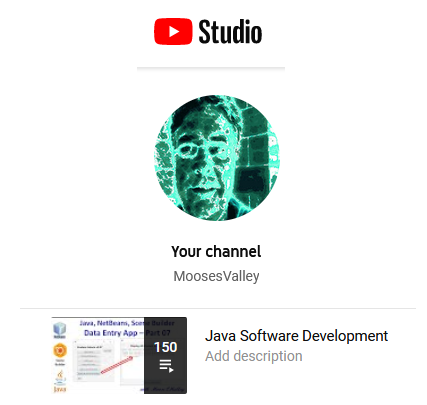 Studio
Your channel
MoosesValley
Java, NetBeans, Scene Builder
Data Entry App – Part 07
150
Java Software Development
Add description
java